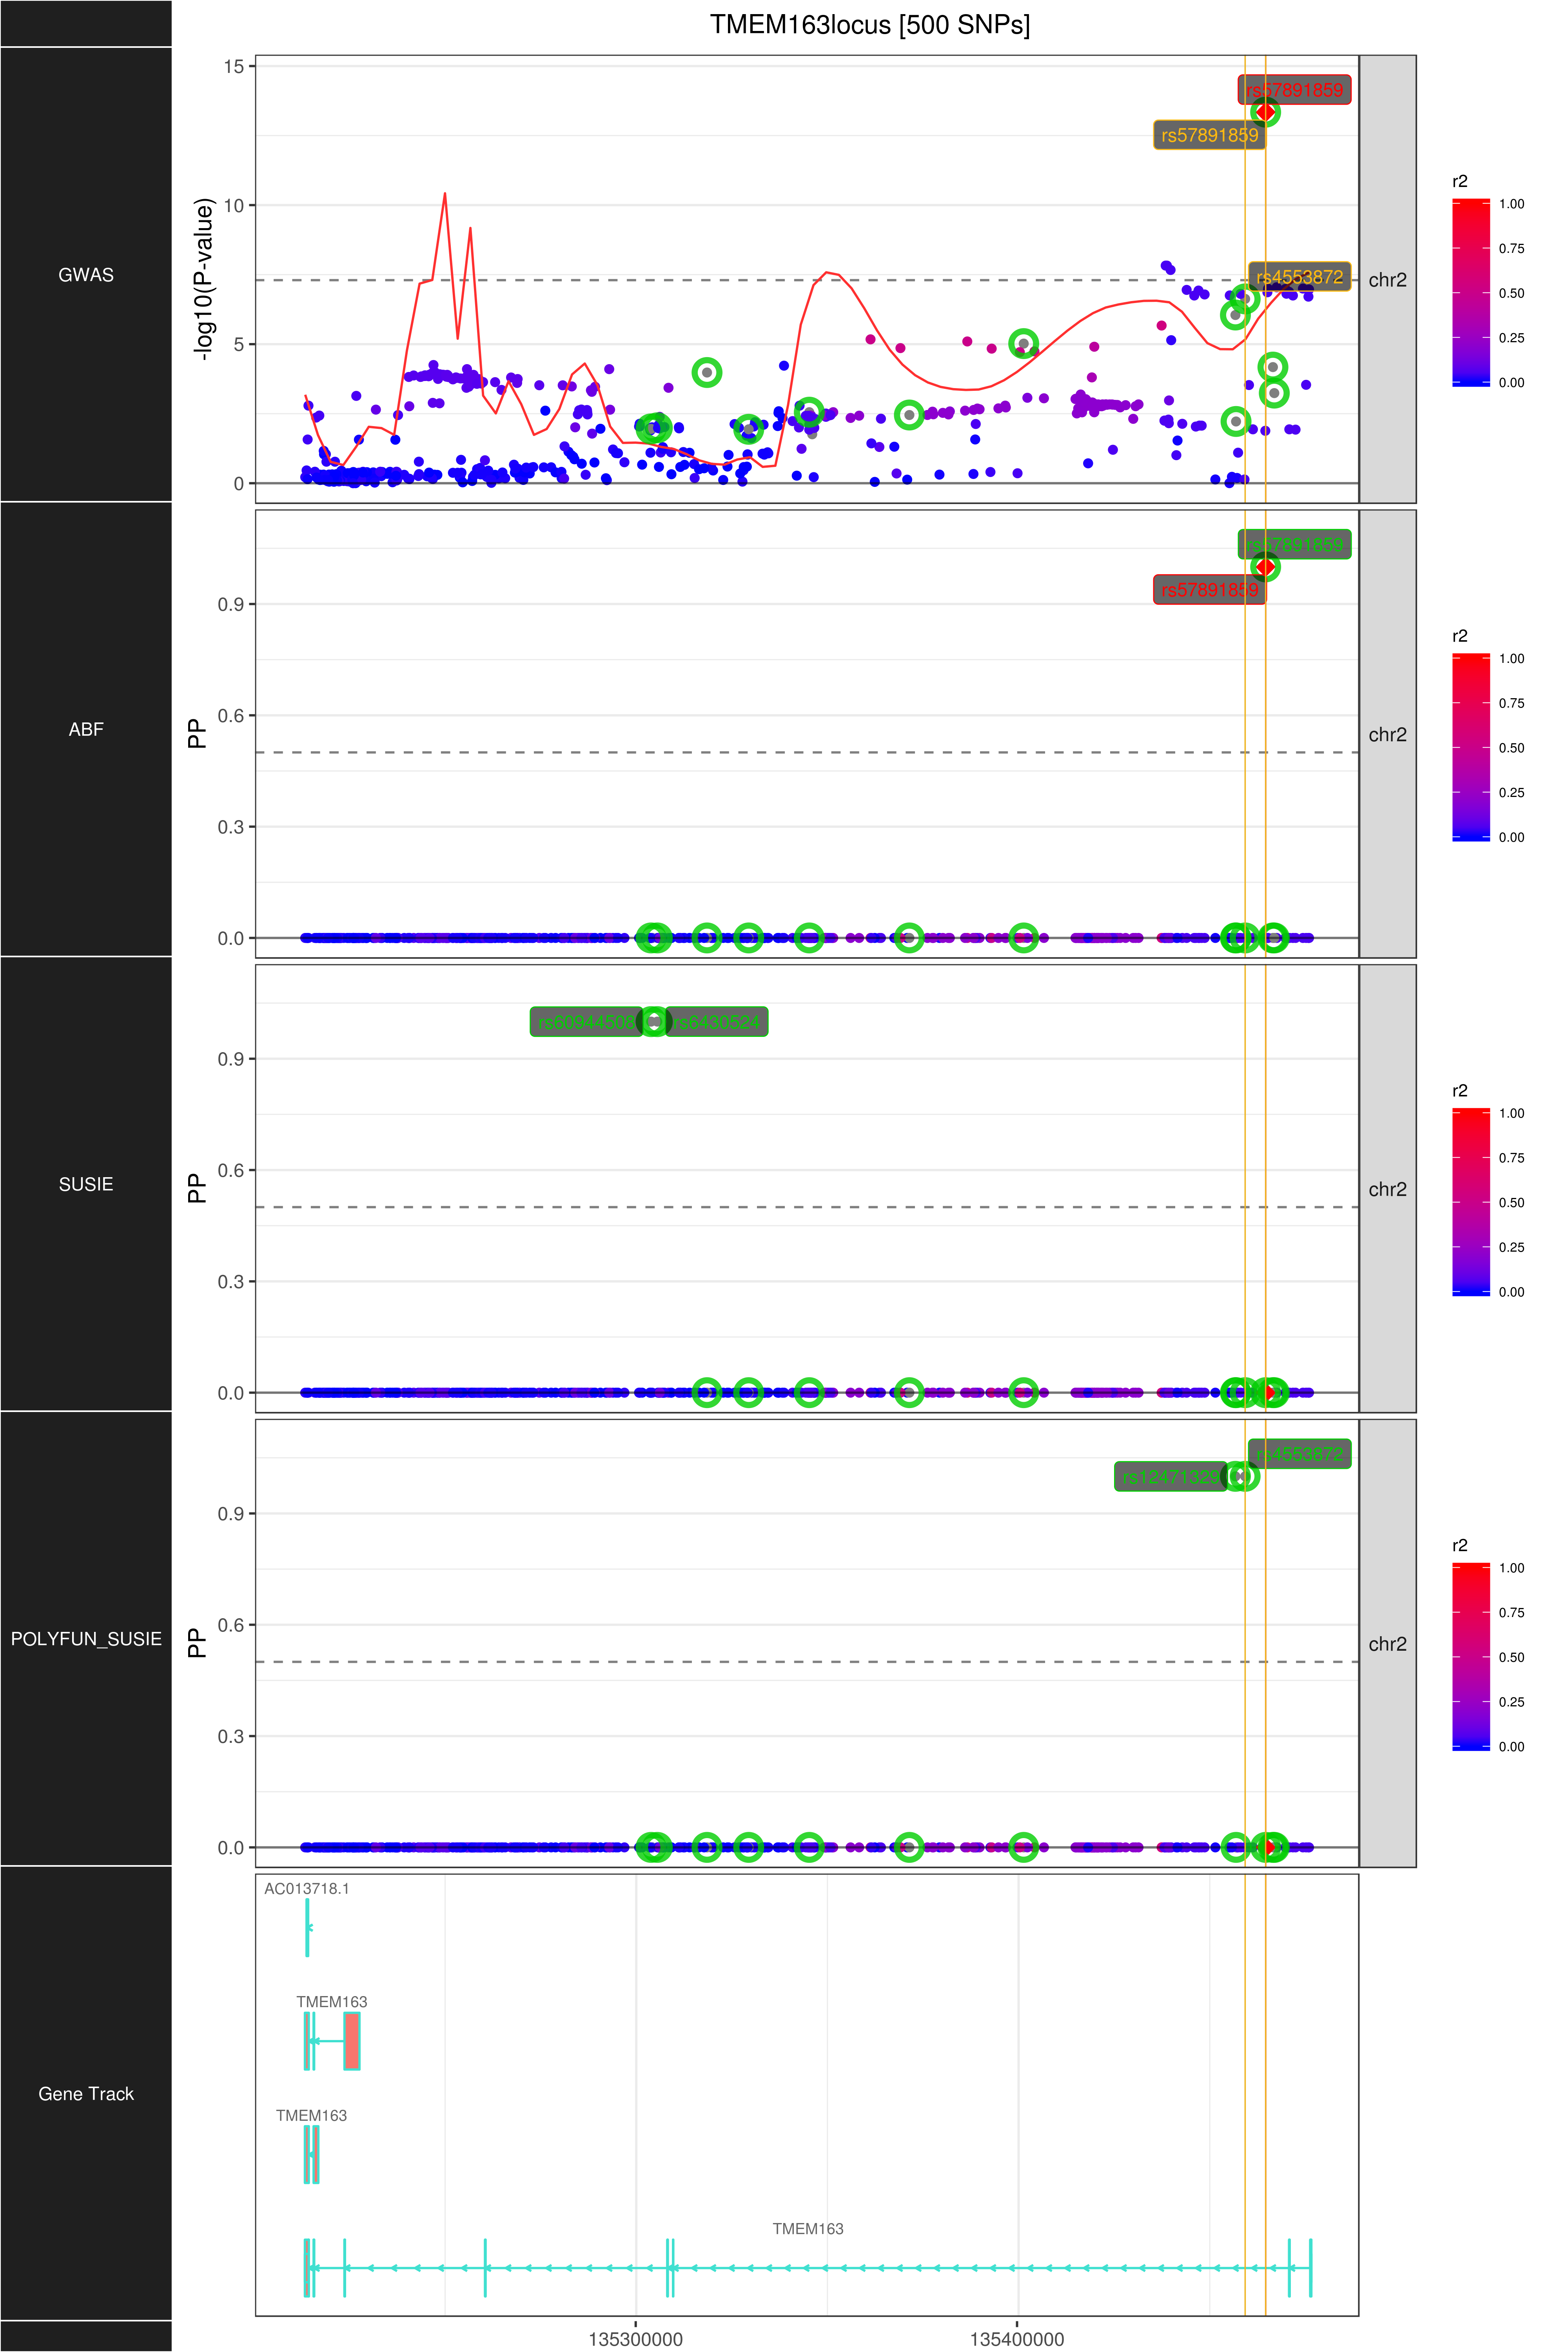 TMEM163locus [500 SNPs]
GWAS
-log10(P-value)
15
10
5
0
rs57891859
rs57891859
rs4553872
chr2
r2
1.00
0.75
0.50
0.25
0.00
ABF
PP
0.9
0.6
0.3
0.0
rs57891859
rs57891859
chr2
r2
1.00
0.75
0.50
0.25
0.00
SUSIE
PP
0.9
0.6
0.3
0.0
rs60944508
rs6430524
chr2
r2
1.00
0.75
0.50
0.25
0.00
POLYFUN_SUSIE
PP
0.9
0.6
0.3
0.0
rs4553872
rs12471329
chr2
r2
1.00
0.75
0.50
0.25
0.00
Gene Track
AC013718.1
TMEM163
TMEM163
TMEM163
135300000
135400000